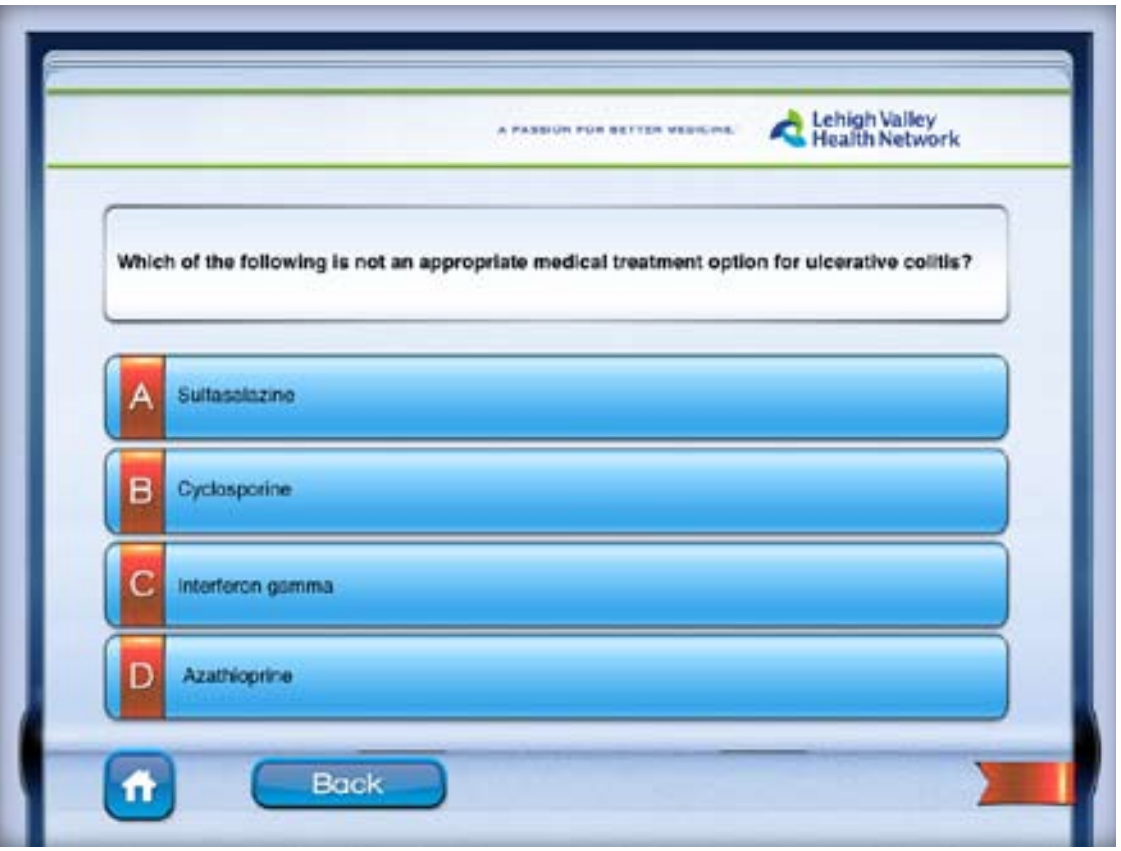 A PASSION FOR BETTER MEDICINE.
Lehigh Valley
Health Network
Which of the following is not an appropriate medical treatment option for ulcerative colitis?
A Sulfasalazine
B Cyclosporine
C Interferon gamma
D Azathioprine
Back